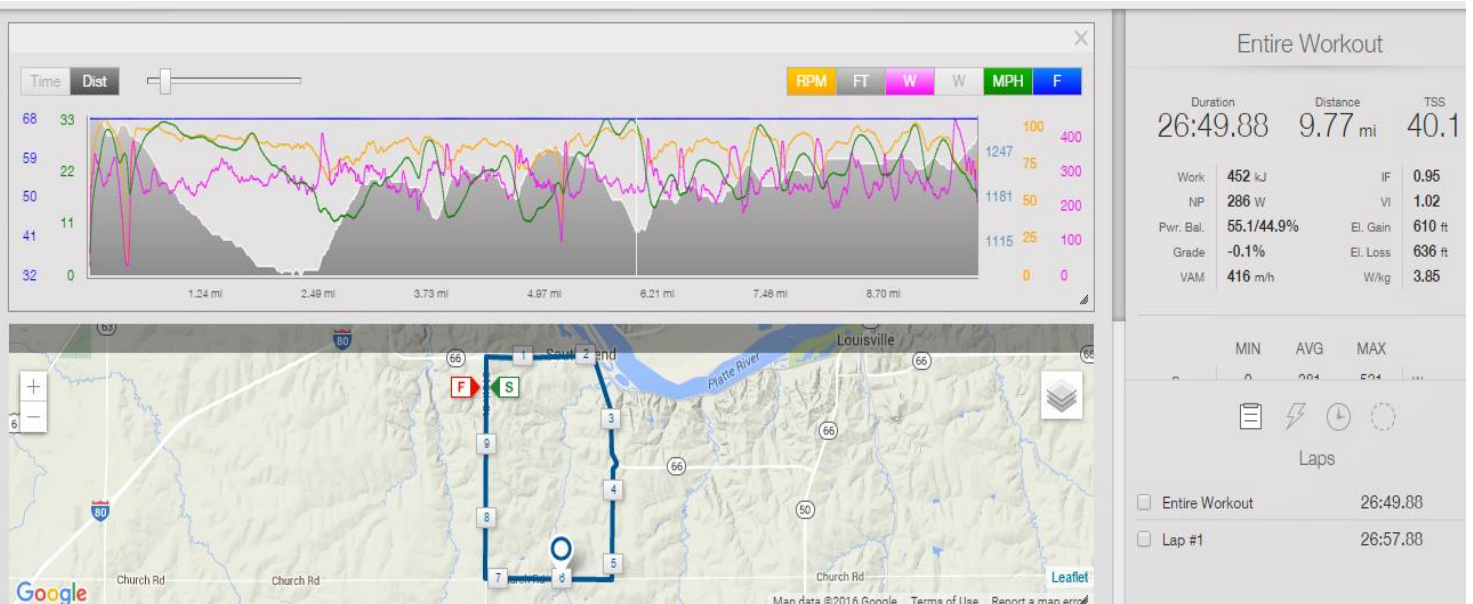 Time Dist RPM FT W W MPH F
68 33 100 400
59 22 1247 75 300
50 1181 50 200
41 11 1115 25 100
32 0 0 0
1.24 mi 2.49 mi 3.73 mi 4.97 mi 6.21 mi 7.46 mi 8.70 mi
63 80 66 1 2 end Louisville 66
Platte River
+
F S
−
3
66
9
66
4
50
80
8
5
Church Rd Church Rd 7 6 Church Rd
Leaflet
Google
Map data ©2016 Google Terms of Use Report a map error
Entire Workout
Duration Distance TSS
26:49.88 9.77 mi 40.1
Work 452 kJ IF 0.95
NP 286 W VI 1.02
Pwr. Bal. 55.1/44.9% El. Gain 610 ft
Grade -0.1% El. Loss 636 ft
VAM 416 m/h W/kg 3.85
MIN AVG MAX
Laps
Entire Workout 26:49.88
Lap #1 26:57.88